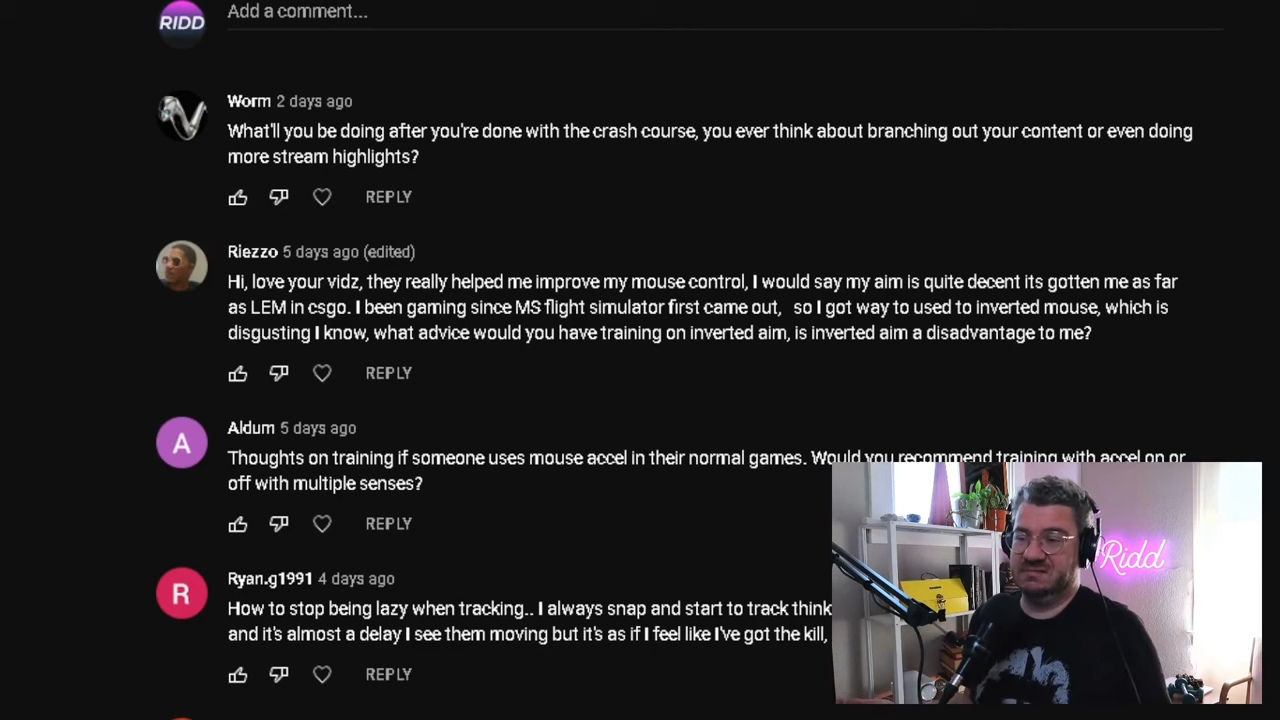 RIDD
Add a comment...
Worm 2 days ago
What'll you be doing after you're done with the crash course, you ever think about branching out your content or even doing
more stream highlights?
REPLY
Riezzo 5 days ago (edited)
Hi, love your vidz, they really helped me improve my mouse control, I would say my aim is quite decent its gotten me as far
as LEM in csgo. I been gaming since MS flight simulator first came out, so I got way to used to inverted mouse, which is
disgusting I know, what advice would you have training on inverted aim, is inverted aim a disadvantage to me?
REPLY
A
Aldum 5 days ago
Thoughts on training if someone uses mouse accel in their normal games. Would you recommend training with accel on or
off with multiple senses?
REPLY
R
Ryan.g1991 4 days ago
How to stop being lazy when tracking.. I always snap and start to track think
and it's almost a delay I see them moving but it's as if I feel like I've got the kill,
REPLY
Ridd